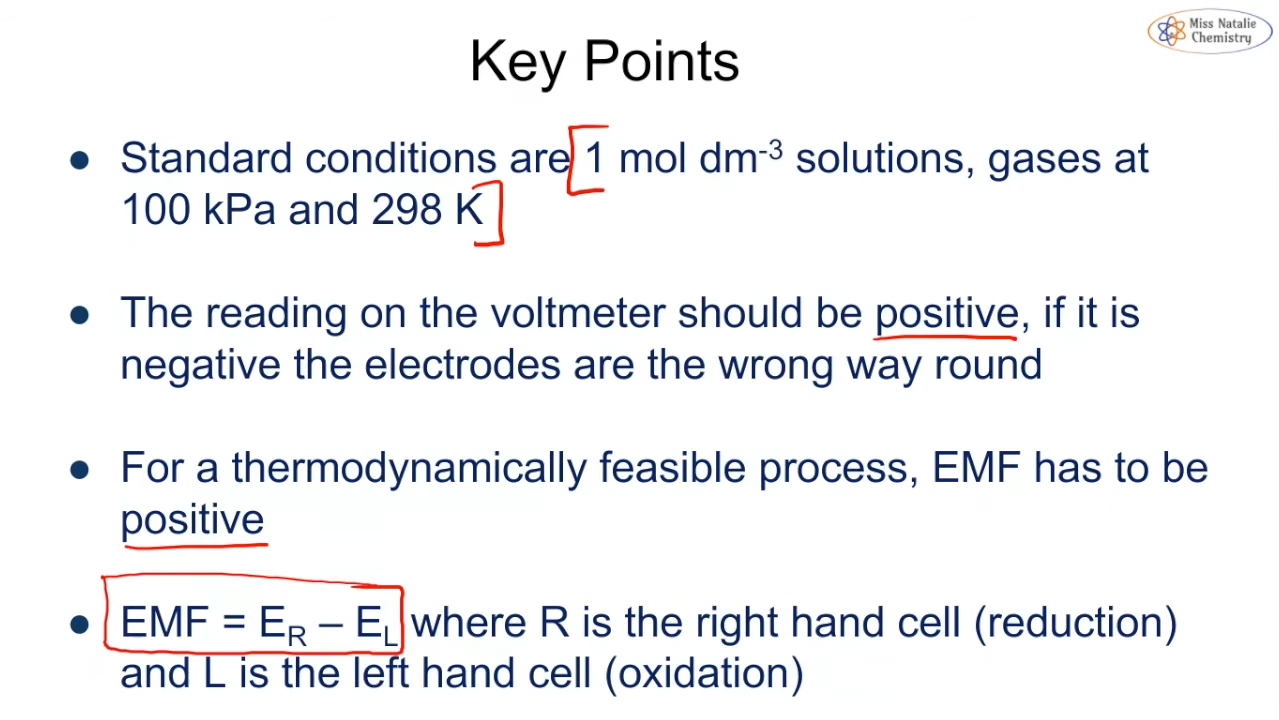 Miss Natalie
Chemistry
Key Points
● Standard conditions are 1 mol dm⁻³ solutions, gases at
100 kPa and 298 K
● The reading on the voltmeter should be positive, if it is
negative the electrodes are the wrong way round
● For a thermodynamically feasible process, EMF has to be
positive
● EMF = E_R – E_L where R is the right hand cell (reduction)
and L is the left hand cell (oxidation)